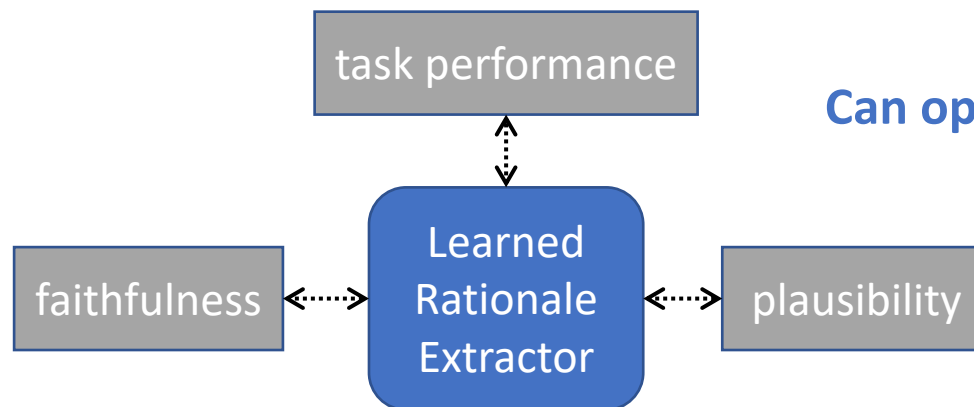 task performance
Can op
Learned
Rationale
Extractor
faithfulness
plausibility